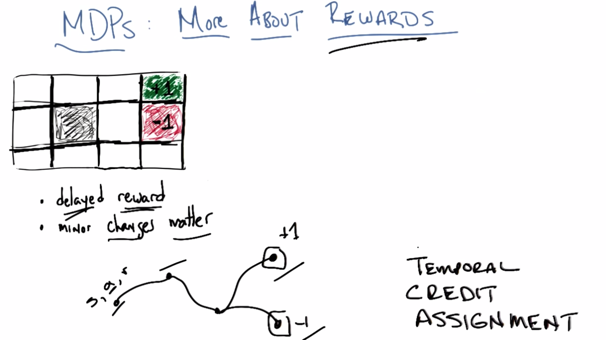 MDPs: More About Rewards
+1
-1
• delayed reward
• minor changes matter
+1
s, a, r
-1
TEMPORAL
CREDIT
ASSIGNMENT